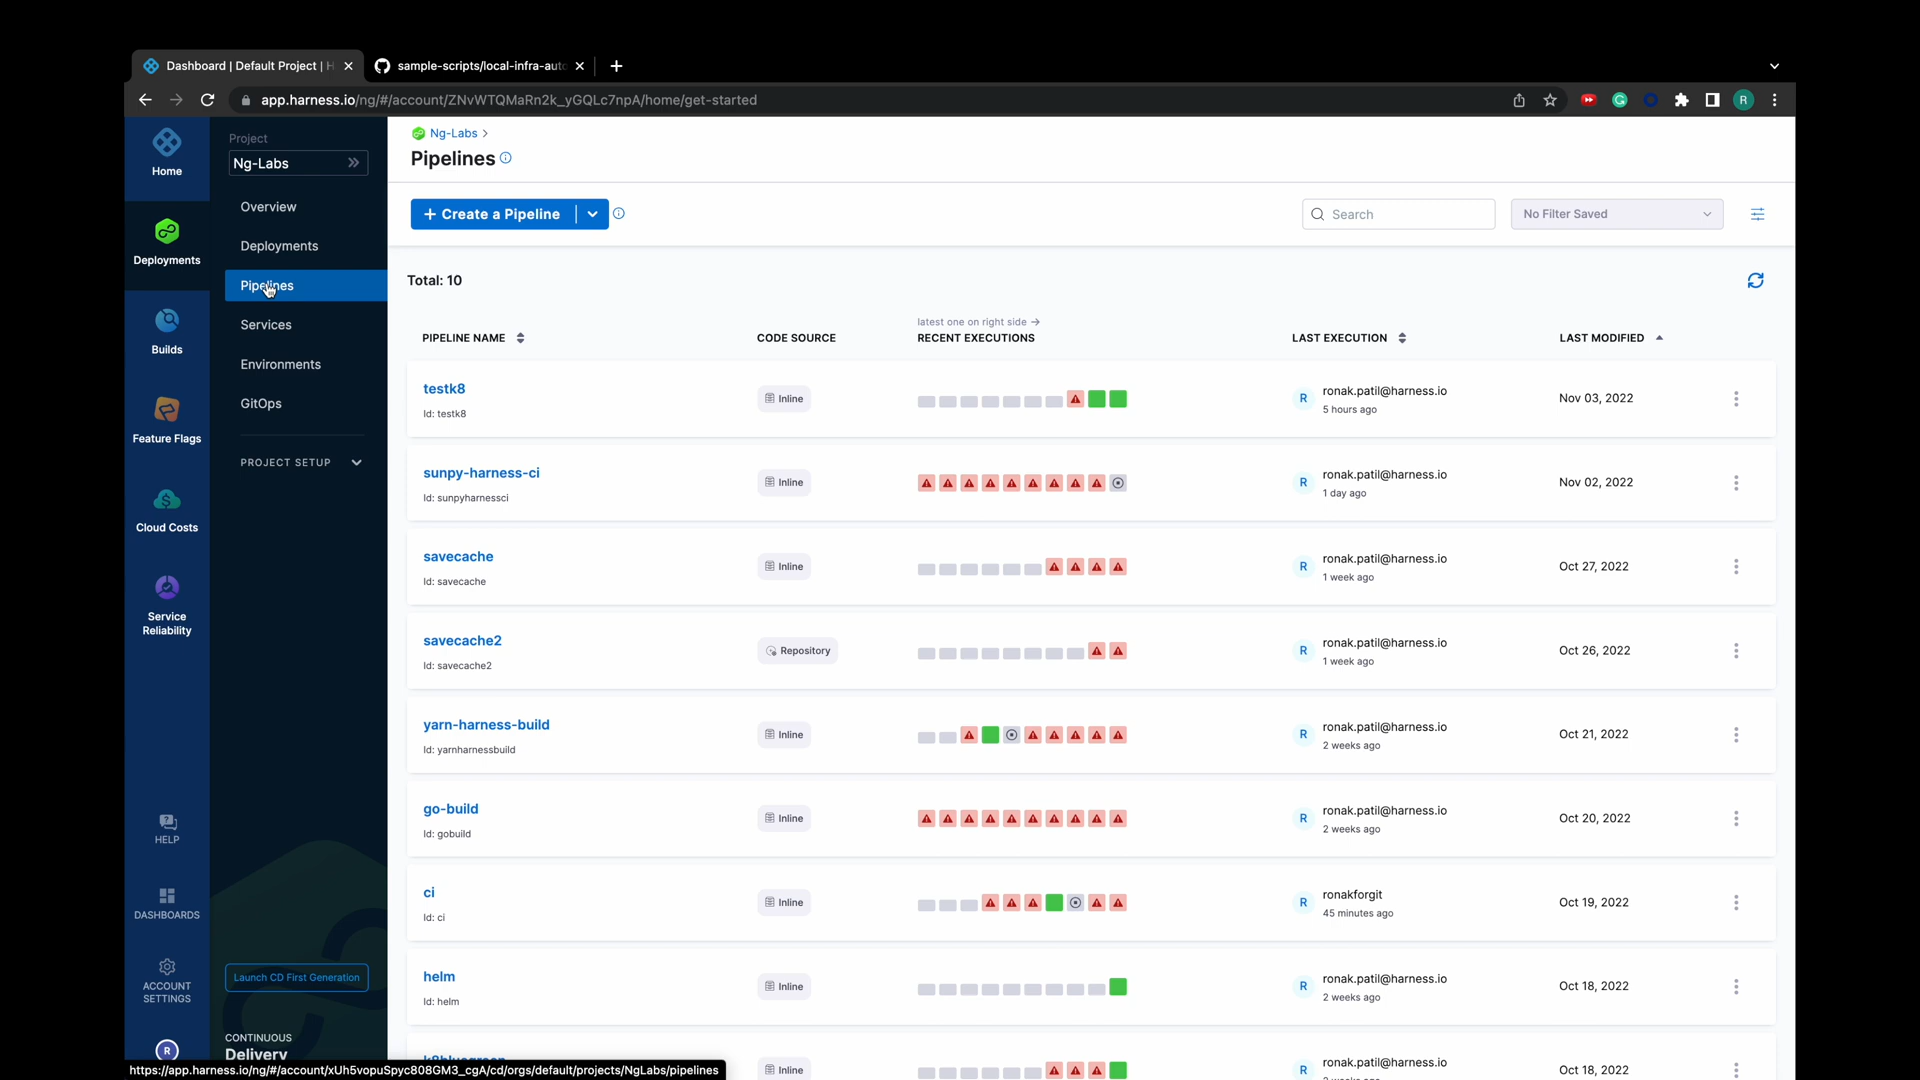 Dashboard | Default Project | H
sample-scripts/local-infra-auto
app.harness.io/ng/#/account/ZNvWTQMaRn2k_yGQLc7npA/home/get-started
R
Home
Deployments
Builds
Feature Flags
Cloud Costs
Service
Reliability
HELP
DASHBOARDS
ACCOUNT
SETTINGS
R
Project
Ng-Labs
Overview
Deployments
Pipelines
Services
Environments
GitOps
PROJECT SETUP
Launch CD First Generation
CONTINUOUS
Delivery
Ng-Labs >
Pipelines
+ Create a Pipeline
Search
No Filter Saved
Total: 10
latest one on right side →
PIPELINE NAME CODE SOURCE RECENT EXECUTIONS LAST EXECUTION LAST MODIFIED
testk8
Id: testk8
Inline
R
ronak.patil@harness.io
5 hours ago
Nov 03, 2022
sunpy-harness-ci
Id: sunpyharnessci
Inline
R
ronak.patil@harness.io
1 day ago
Nov 02, 2022
savecache
Id: savecache
Inline
R
ronak.patil@harness.io
1 week ago
Oct 27, 2022
savecache2
Id: savecache2
Repository
R
ronak.patil@harness.io
1 week ago
Oct 26, 2022
yarn-harness-build
Id: yarnharnessbuild
Inline
R
ronak.patil@harness.io
2 weeks ago
Oct 21, 2022
go-build
Id: gobuild
Inline
R
ronak.patil@harness.io
2 weeks ago
Oct 20, 2022
ci
Id: ci
Inline
R
ronakforgit
45 minutes ago
Oct 19, 2022
helm
Id: helm
Inline
R
ronak.patil@harness.io
2 weeks ago
Oct 18, 2022
Inline
R
ronak.patil@harness.io
Oct 18, 2022
https://app.harness.io/ng/#/account/xUh5vopuSpyc808GM3_cgA/cd/orgs/default/projects/NgLabs/pipelines